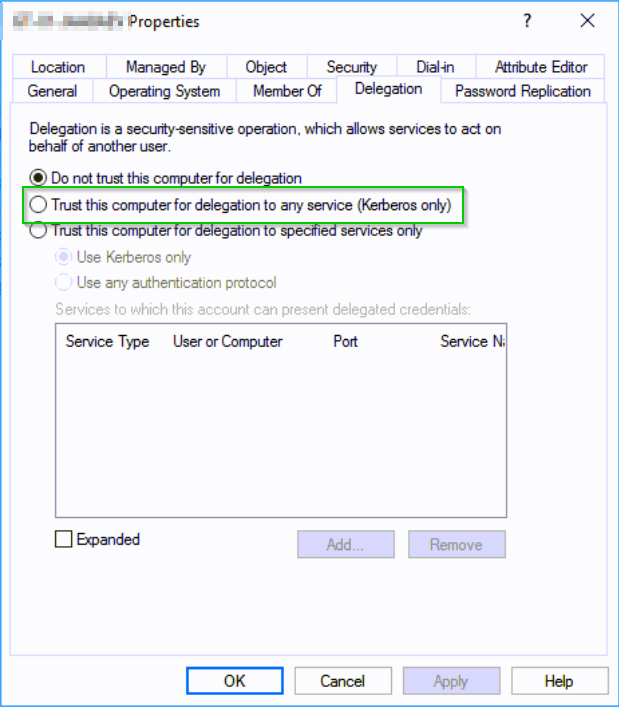 Properties
?
Location Managed By Object Security Dial-in Attribute Editor
General Operating System Member Of Delegation Password Replication
Delegation is a security-sensitive operation, which allows services to act on
behalf of another user.
Do not trust this computer for delegation
Trust this computer for delegation to any service (Kerberos only)
Trust this computer for delegation to specified services only
Use Kerberos only
Use any authentication protocol
Services to which this account can present delegated credentials:
Service Type User or Computer Port Service
Expanded
Add... Remove
OK Cancel Apply Help